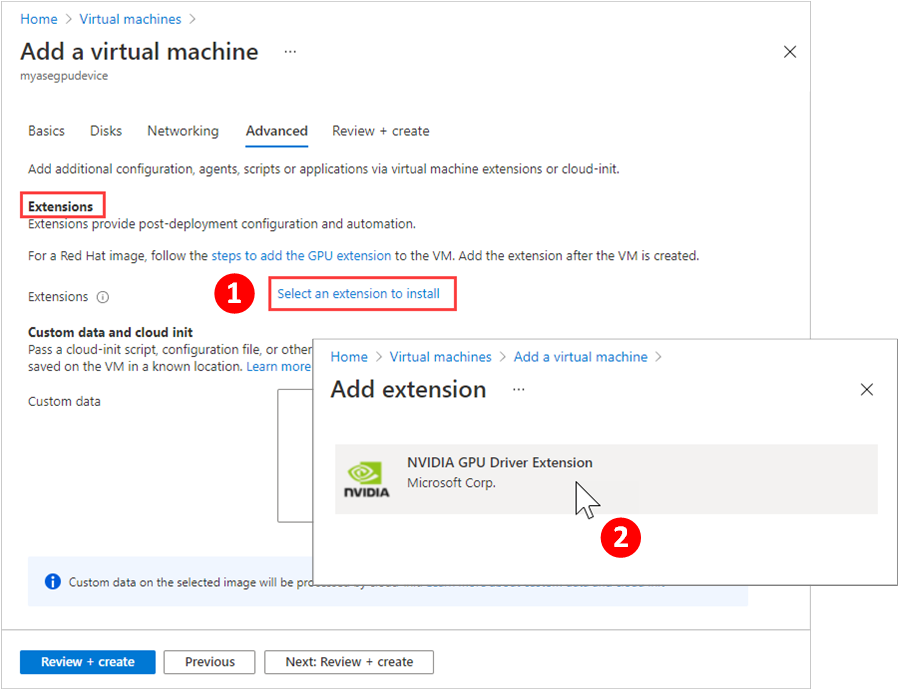 Home > Virtual machines >
Add a virtual machine ...
myasegpudevice
Basics Disks Networking Advanced Review + create
Add additional configuration, agents, scripts or applications via virtual machine extensions or cloud-init.
Extensions
Extensions provide post-deployment configuration and automation.
For a Red Hat image, follow the steps to add the GPU extension to the VM. Add the extension after the VM is created.
Extensions
1
Select an extension to install
Custom data and cloud init
Pass a cloud-init script, configuration file, or other
saved on the VM in a known location. Learn more
Custom data
Home > Virtual machines > Add a virtual machine >
Add extension ...
NVIDIA
NVIDIA GPU Driver Extension
Microsoft Corp.
2
Custom data on the selected image will be
Review + create Previous Next: Review + create